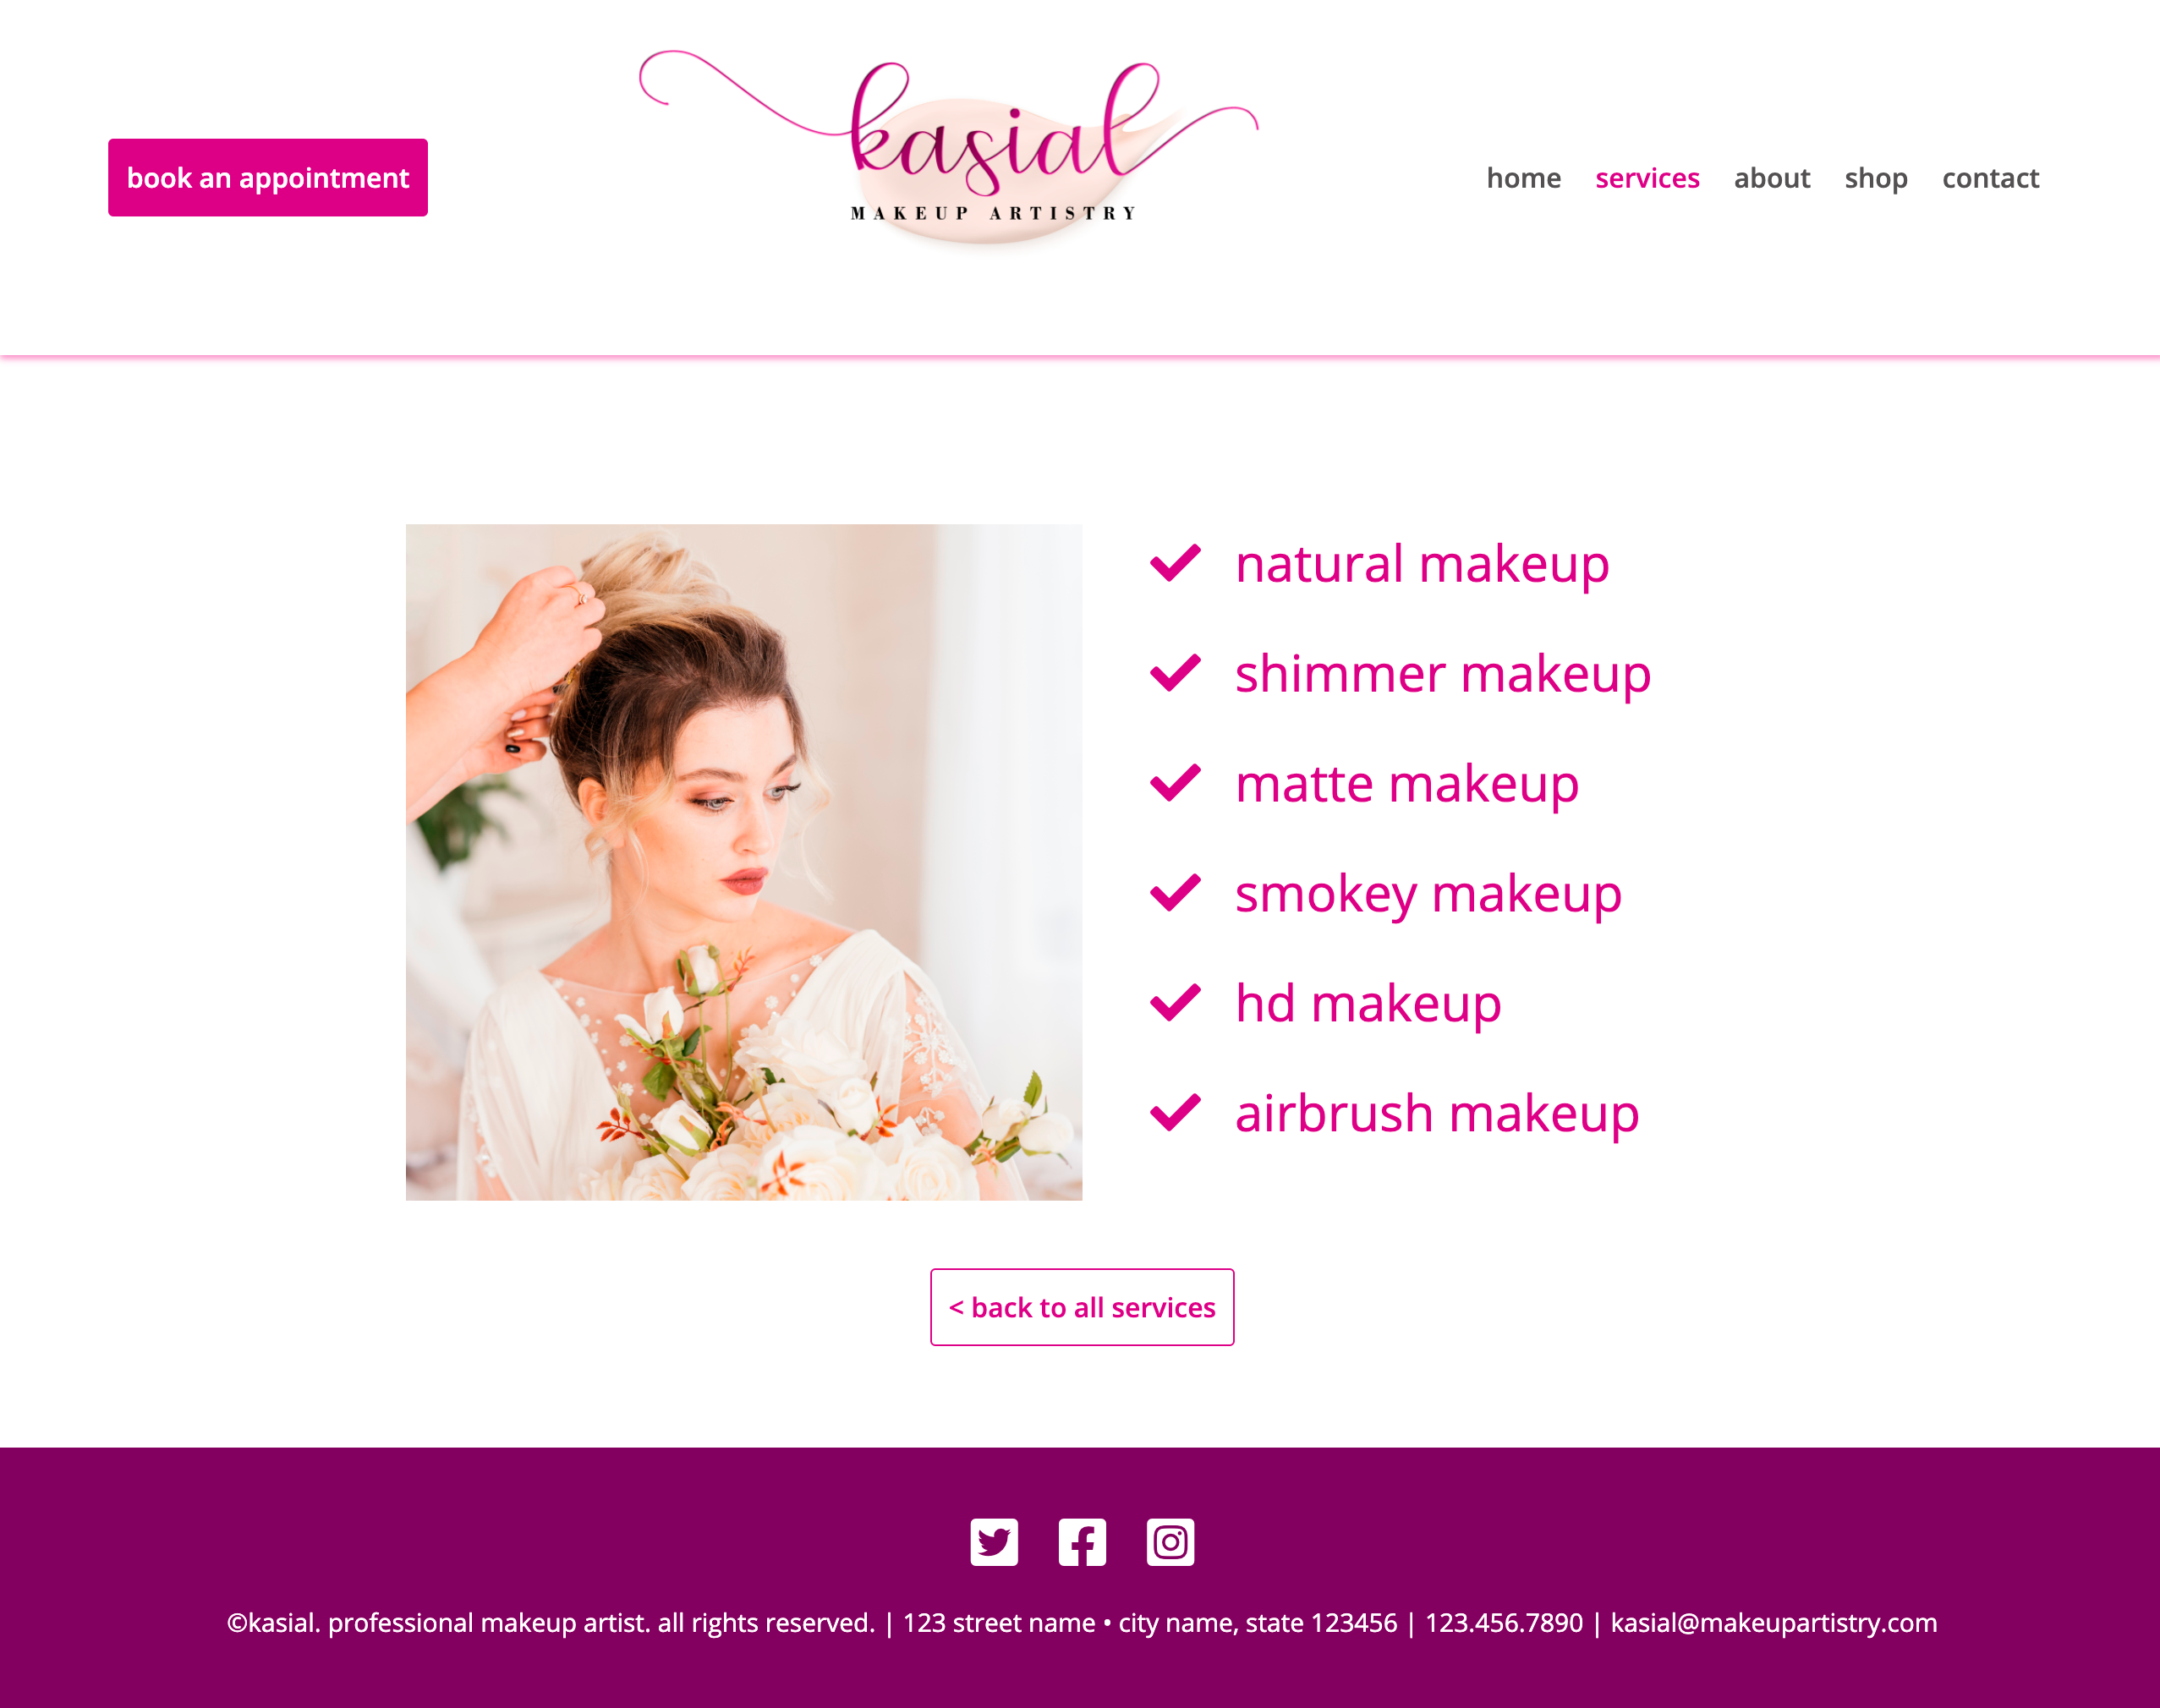 book an appointment
kasial
MAKEUP ARTISTRY
home services about shop contact
natural makeup
shimmer makeup
matte makeup
smokey makeup
hd makeup
airbrush makeup
< back to all services
©kasial. professional makeup artist. all rights reserved. | 123 street name • city name, state 123456 | 123.456.7890 | kasial@makeupartistry.com